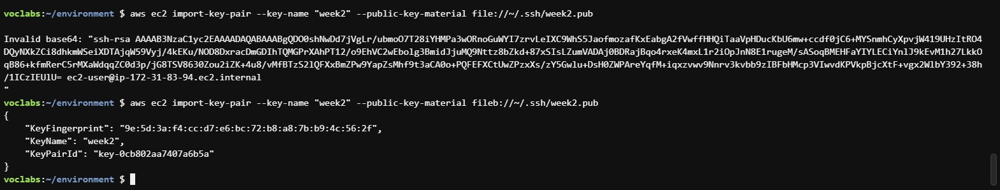 voclabs:~/environment $ aws ec2 import-key-pair --key-name "week2" --public-key-material file://~/.ssh/week2.pub
Invalid base64: "ssh-rsa AAAAB3NzaC1yc2EAAAADAQABAAABgQDO0shNwDd7jVgLr/ubmoO7T28iYHMPa3wORnoGuWYI7zrvLeIXC9WhS5JaofmozafKxEabgA2fVwffHHQiTaaVpHDucKbU6mw+ccdf0jC6+MYSnmhCyXpvjW419UHzItRO4
DQyNXkZCi8dhkmWSeiXDTAjqW59Vyj/4kEKu/NOD8DxracDmGDIhTQMGPrXAhPT12/o9EhVC2wEbolg3BmidJjuMQ9Nttz8bZkd+87xSIsLZumVADAj0BDRajBqo4rxeK4mxL1r2iOpJnN8E1rugeM/sASoqBMEHFaYIYLECiYnlJ9kEvM1h27LkkO
qB86+kfmRerC5rMXaWdqqZC0d3p/jG8TSV8630Zou2iZK+4u8/vMfBTzS2lQFXxBmZPw9YapZsMhf9t3aCA0o+PQFEFXCtUwZPzxXs/zY5Gwlu+DsH0ZWPAreYqfM+iqxzvwv9Nnrv3kvbb9zIBFbHMcp3VIwvdKPVkpBjcXtF+vgx2WlbY392+38h
/1ICzIEUlU= ec2-user@ip-172-31-83-94.ec2.internal
"
voclabs:~/environment $ aws ec2 import-key-pair --key-name "week2" --public-key-material fileb://~/.ssh/week2.pub
{
    "KeyFingerprint": "9e:5d:3a:f4:cc:d7:e6:bc:72:b8:a8:7b:b9:4c:56:2f",
    "KeyName": "week2",
    "KeyPairId": "key-0cb802aa7407a6b5a"
}
voclabs:~/environment $